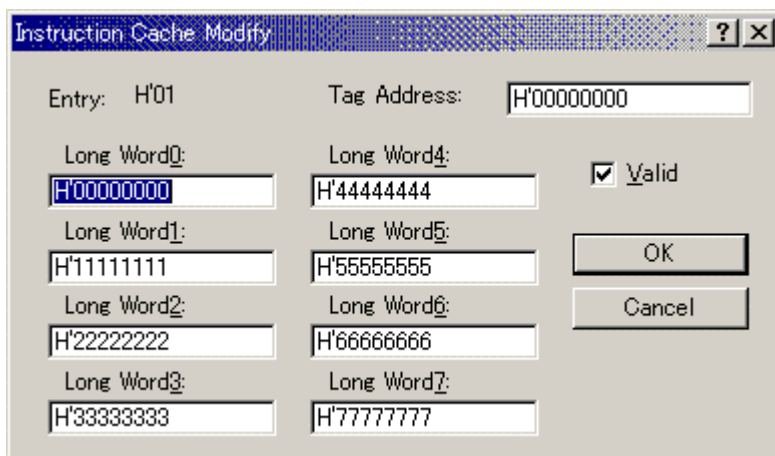 Instruction Cache Modify
Entry: H'01 Tag Address: H'00000000
Long Word0: Long Word4:
H'00000000 H'44444444 Valid
Long Word1: Long Word5:
H'11111111 H'55555555 OK
Long Word2: Long Word6:
H'22222222 H'66666666 Cancel
Long Word3: Long Word7:
H'33333333 H'77777777